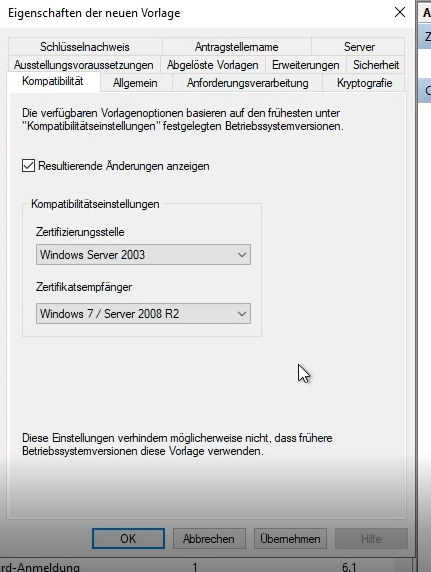 Eigenschaften der neuen Vorlage
A
Schlüsselnachweis Antragstellername Server
Ausstellungsvoraussetzungen Abgelöste Vorlagen Erweiterungen Sicherheit
Kompatibilität Allgemein Anforderungsverarbeitung Kryptografie
Die verfügbaren Vorlagenoptionen basieren auf den frühesten unter
"Kompatibilitätseinstellungen" festgelegten Betriebssystemversionen.
Resultierende Änderungen anzeigen
Kompatibilitätseinstellungen
Zertifizierungsstelle
Windows Server 2003
Zertifikatsempfänger
Windows 7 / Server 2008 R2
Diese Einstellungen verhindern möglicherweise nicht, dass frühere
Betriebssystemversionen diese Vorlage verwenden.
OK Abbrechen Übernehmen Hilfe
rd-Anmeldung 1 6.1